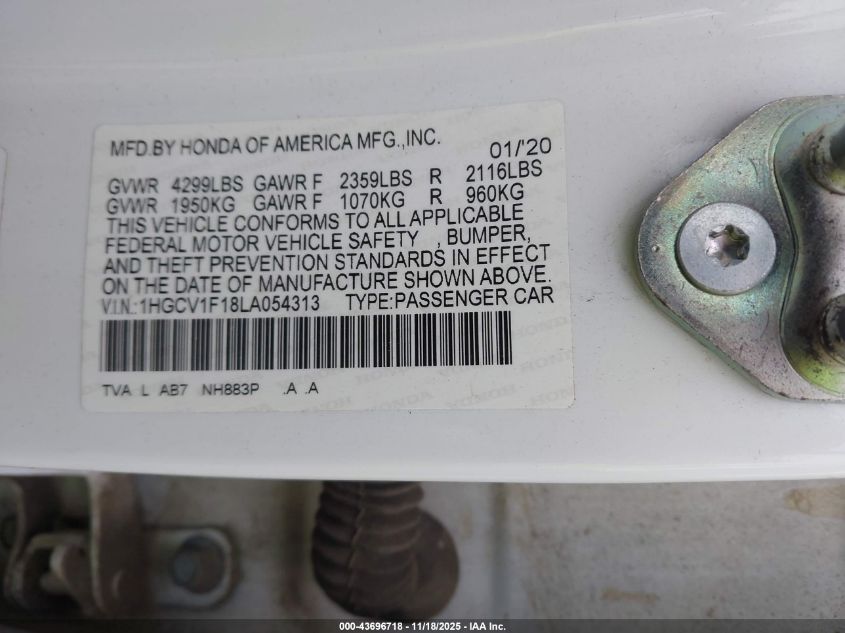 MFD.BY HONDA OF AMERICA MFG.,INC. 01/'20
GVWR 4299LBS GAWR F 2359LBS R 2116LBS
GVWR 1950KG GAWR F 1070KG R 960KG
THIS VEHICLE CONFORMS TO ALL APPLICABLE
FEDERAL MOTOR VEHICLE SAFETY , BUMPER,
AND THEFT PREVENTION STANDARDS IN EFFECT
ON THE DATE OF MANUFACTURE SHOWN ABOVE.
V.I.N.:1HGCV1F18LA054313 TYPE:PASSENGER CAR
TVA L AB7 NH883P .A .A
000-43696718 - 11/18/2025 - IAA Inc.